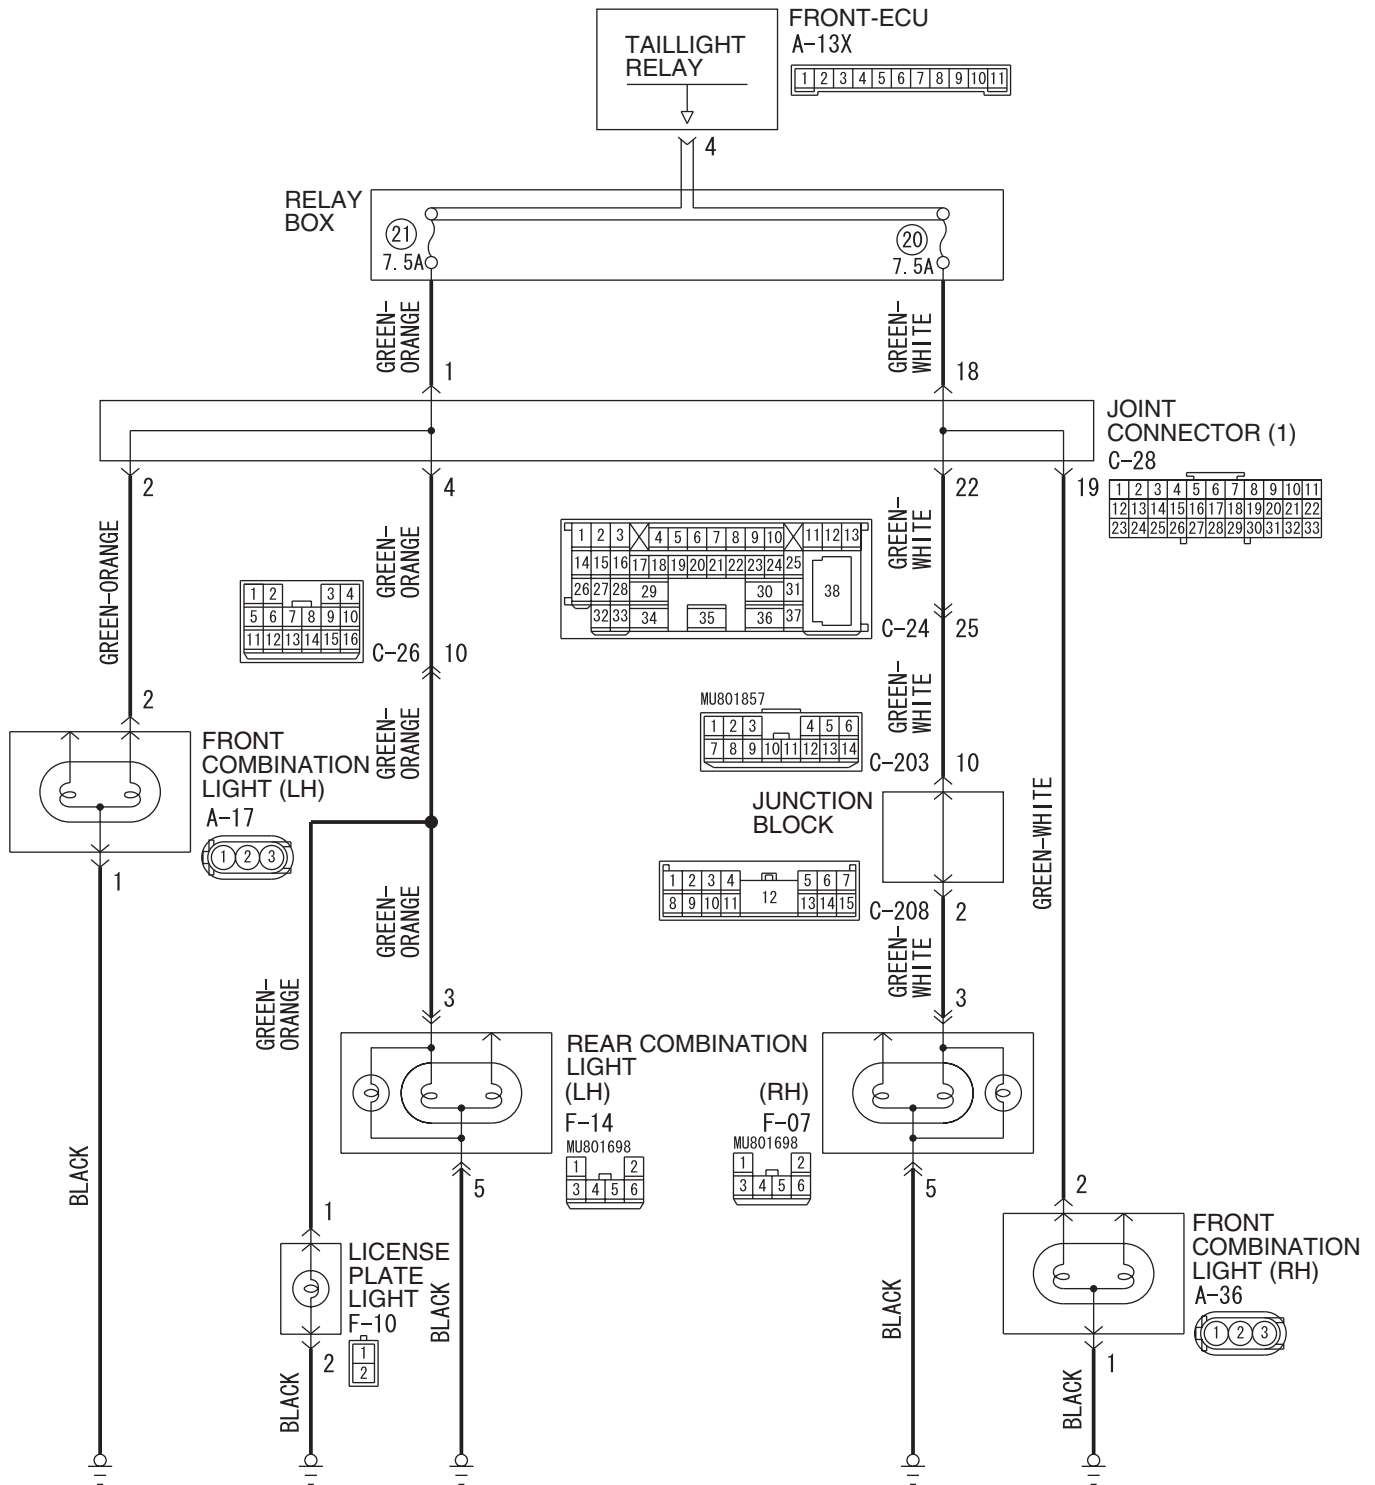 FRONT-ECU
A-13X
TAILLIGHT
RELAY
1 2 3 4 5 6 7 8 9 10 11
4
RELAY
BOX
21
7.5A
20
7.5A
GREEN-
ORANGE
1
GREEN-
WHITE
18
JOINT
CONNECTOR (1)
C-28
1 2 3 4 5 6 7 8 9 10 11
12 13 14 15 16 17 18 19 20 21 22
23 24 25 26 27 28 29 30 31 32 33
2
4
22
19
GREEN-ORANGE
GREEN-
ORANGE
GREEN-
WHITE
1 2 3 4
5 6 7 8 9 10
11 12 13 14 15 16
C-26
10
1 2 3 4 5 6 7 8 9 10 11 12 13
14 15 16 17 18 19 20 21 22 23 24 25
26 27 28 29 30 31 38
32 33 34 35 36 37
C-24
25
GREEN-
ORANGE
GREEN-
WHITE
MU801857
1 2 3 4 5 6
7 8 9 10 11 12 13 14
C-203
10
2
FRONT
COMBINATION
LIGHT (LH)
A-17
1 2 3
1
JUNCTION
BLOCK
GREEN-WHITE
1 2 3 4 5 6 7
8 9 10 11 12 13 14 15
C-208
2
GREEN-
ORANGE
GREEN-
WHITE
GREEN-
ORANGE
3
3
REAR COMBINATION
LIGHT
(LH)
F-14
MU801698
1 2
3 4 5 6
(RH)
F-07
MU801698
1 2
3 4 5 6
BLACK
5
5
1
LICENSE
PLATE
LIGHT
F-10
1
2
2
BLACK
BLACK
BLACK
2
FRONT
COMBINATION
LIGHT (RH)
A-36
1 2 3
1
BLACK